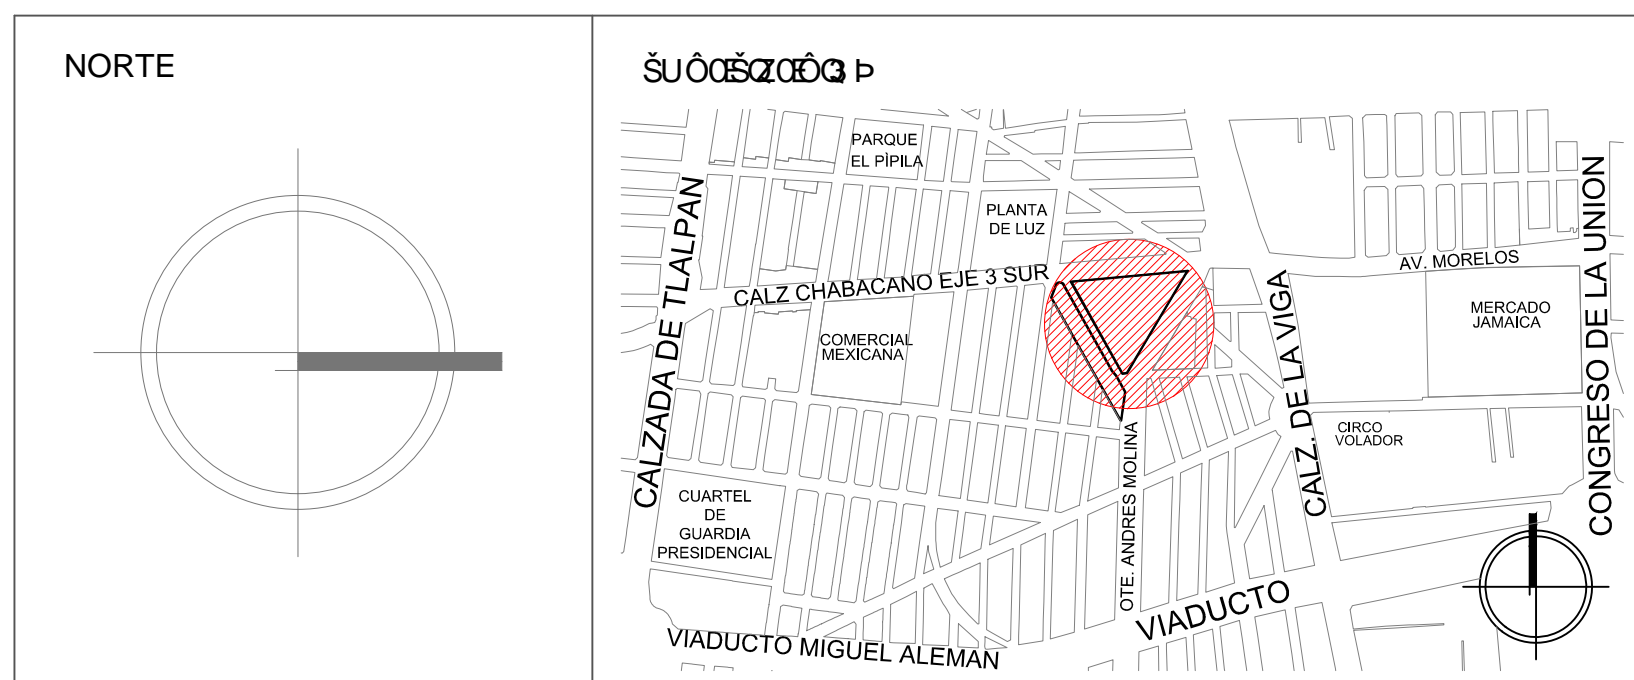 NORTE
PARQUE
EL PÌPILA
PLANTA
DE LUZ
CALZADA DE TLALPAN
CALZ CHABACANO EJE 3 SUR
AV. MORELOS
CONGRESO DE LA UNION
MERCADO
JAMAICA
COMERCIAL
MEXICANA
CALZ. DE LA VIGA
CIRCO
VOLADOR
OTE. ANDRES MOLINA
CUARTEL
DE
GUARDIA
PRESIDENCIAL
VIADUCTO
VIADUCTO MIGUEL ALEMAN